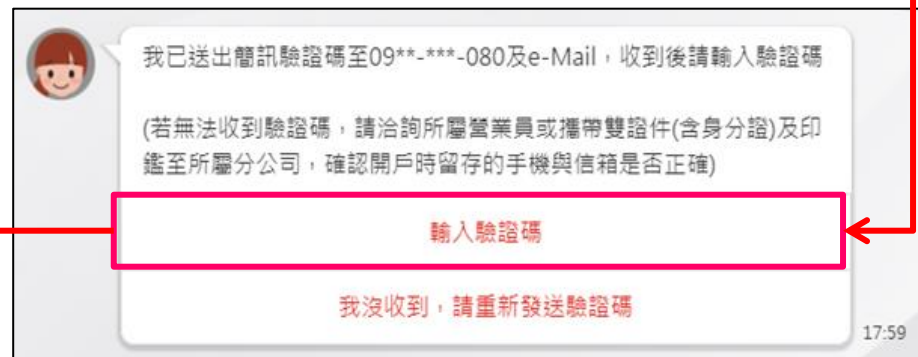 我已送出簡訊驗證碼至09**-***-080及e-Mail，收到後請輸入驗證碼
(若無法收到驗證碼，請洽詢所屬營業員或攜帶雙證件(含身分證)及印
鑑至所屬分公司，確認開戶時留存的手機與信箱是否正確)
輸入驗證碼
我沒收到，請重新發送驗證碼
17:59